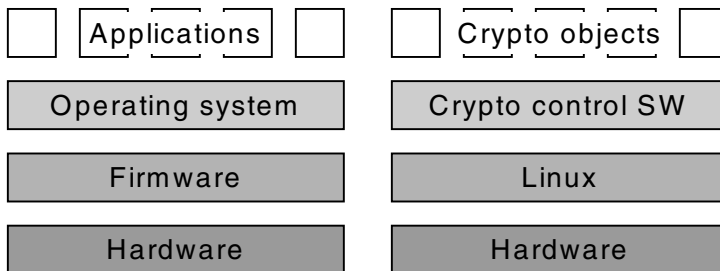 Applications
Operating system
Firmware
Hardware
Crypto objects
Crypto control SW
Linux
Hardware